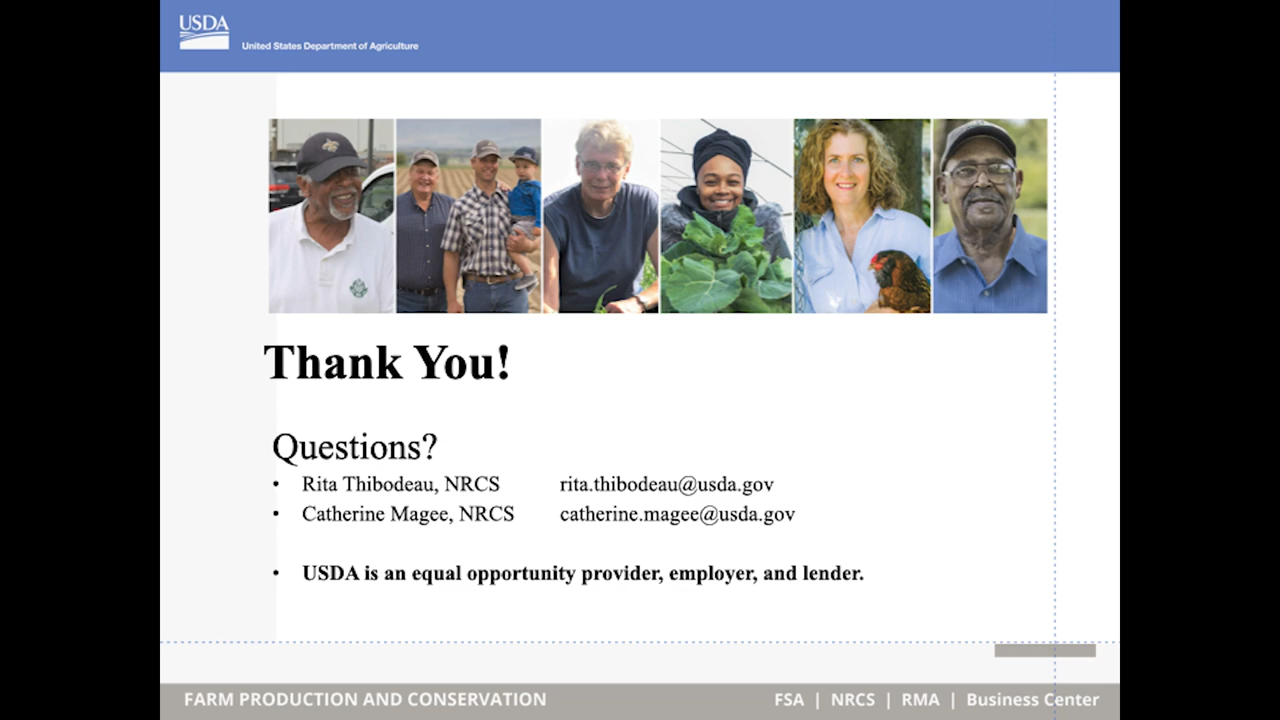 USDA
United States Department of Agriculture
Thank You!
Questions?
• Rita Thibodeau, NRCS rita.thibodeau@usda.gov
• Catherine Magee, NRCS catherine.magee@usda.gov
• USDA is an equal opportunity provider, employer, and lender.
FARM PRODUCTION AND CONSERVATION FSA | NRCS | RMA | Business Center